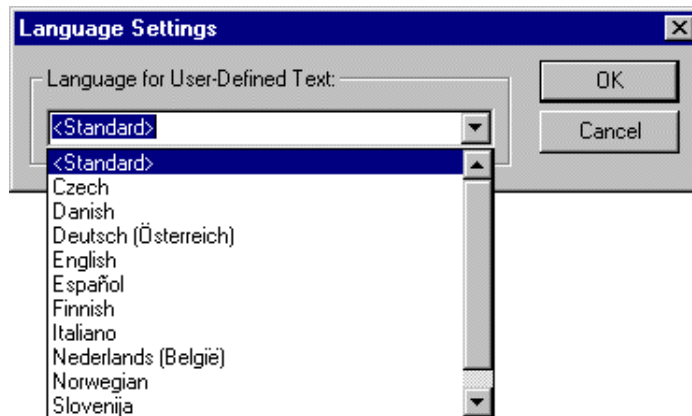 Language Settings
Language for User-Defined Text:
OK
<Standard>
Cancel
<Standard>
Czech
Danish
Deutsch (Österreich)
English
Español
Finnish
Italiano
Nederlands (België)
Norwegian
Slovenija